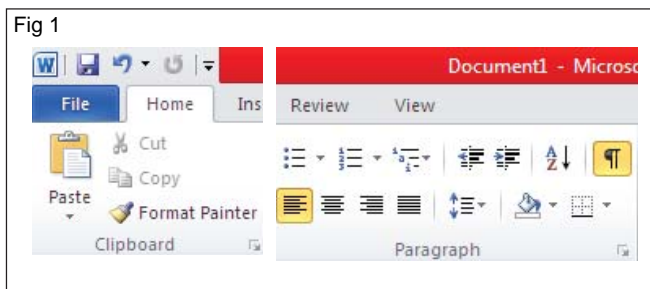 Fig 1
W
Document1 - Microso
File Home Ins
Review View
Cut
Copy
Paste
Format Painter
Clipboard
Paragraph